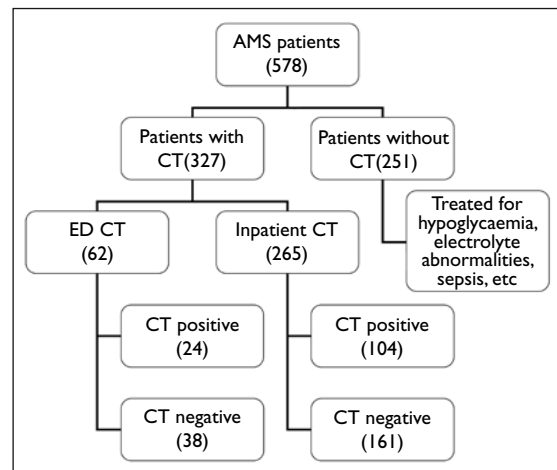 AMS patients
(578)
Patients with
CT(327)
Patients without
CT(251)
ED CT
(62)
Inpatient CT
(265)
Treated for
hypoglycaemia,
electrolyte
abnormalities,
sepsis, etc
CT positive
(24)
CT positive
(104)
CT negative
(38)
CT negative
(161)